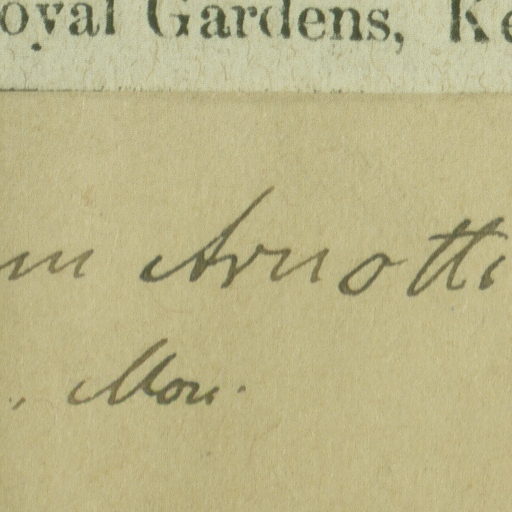 oyal Gardens, Ke
m Arnotti
, Mon.